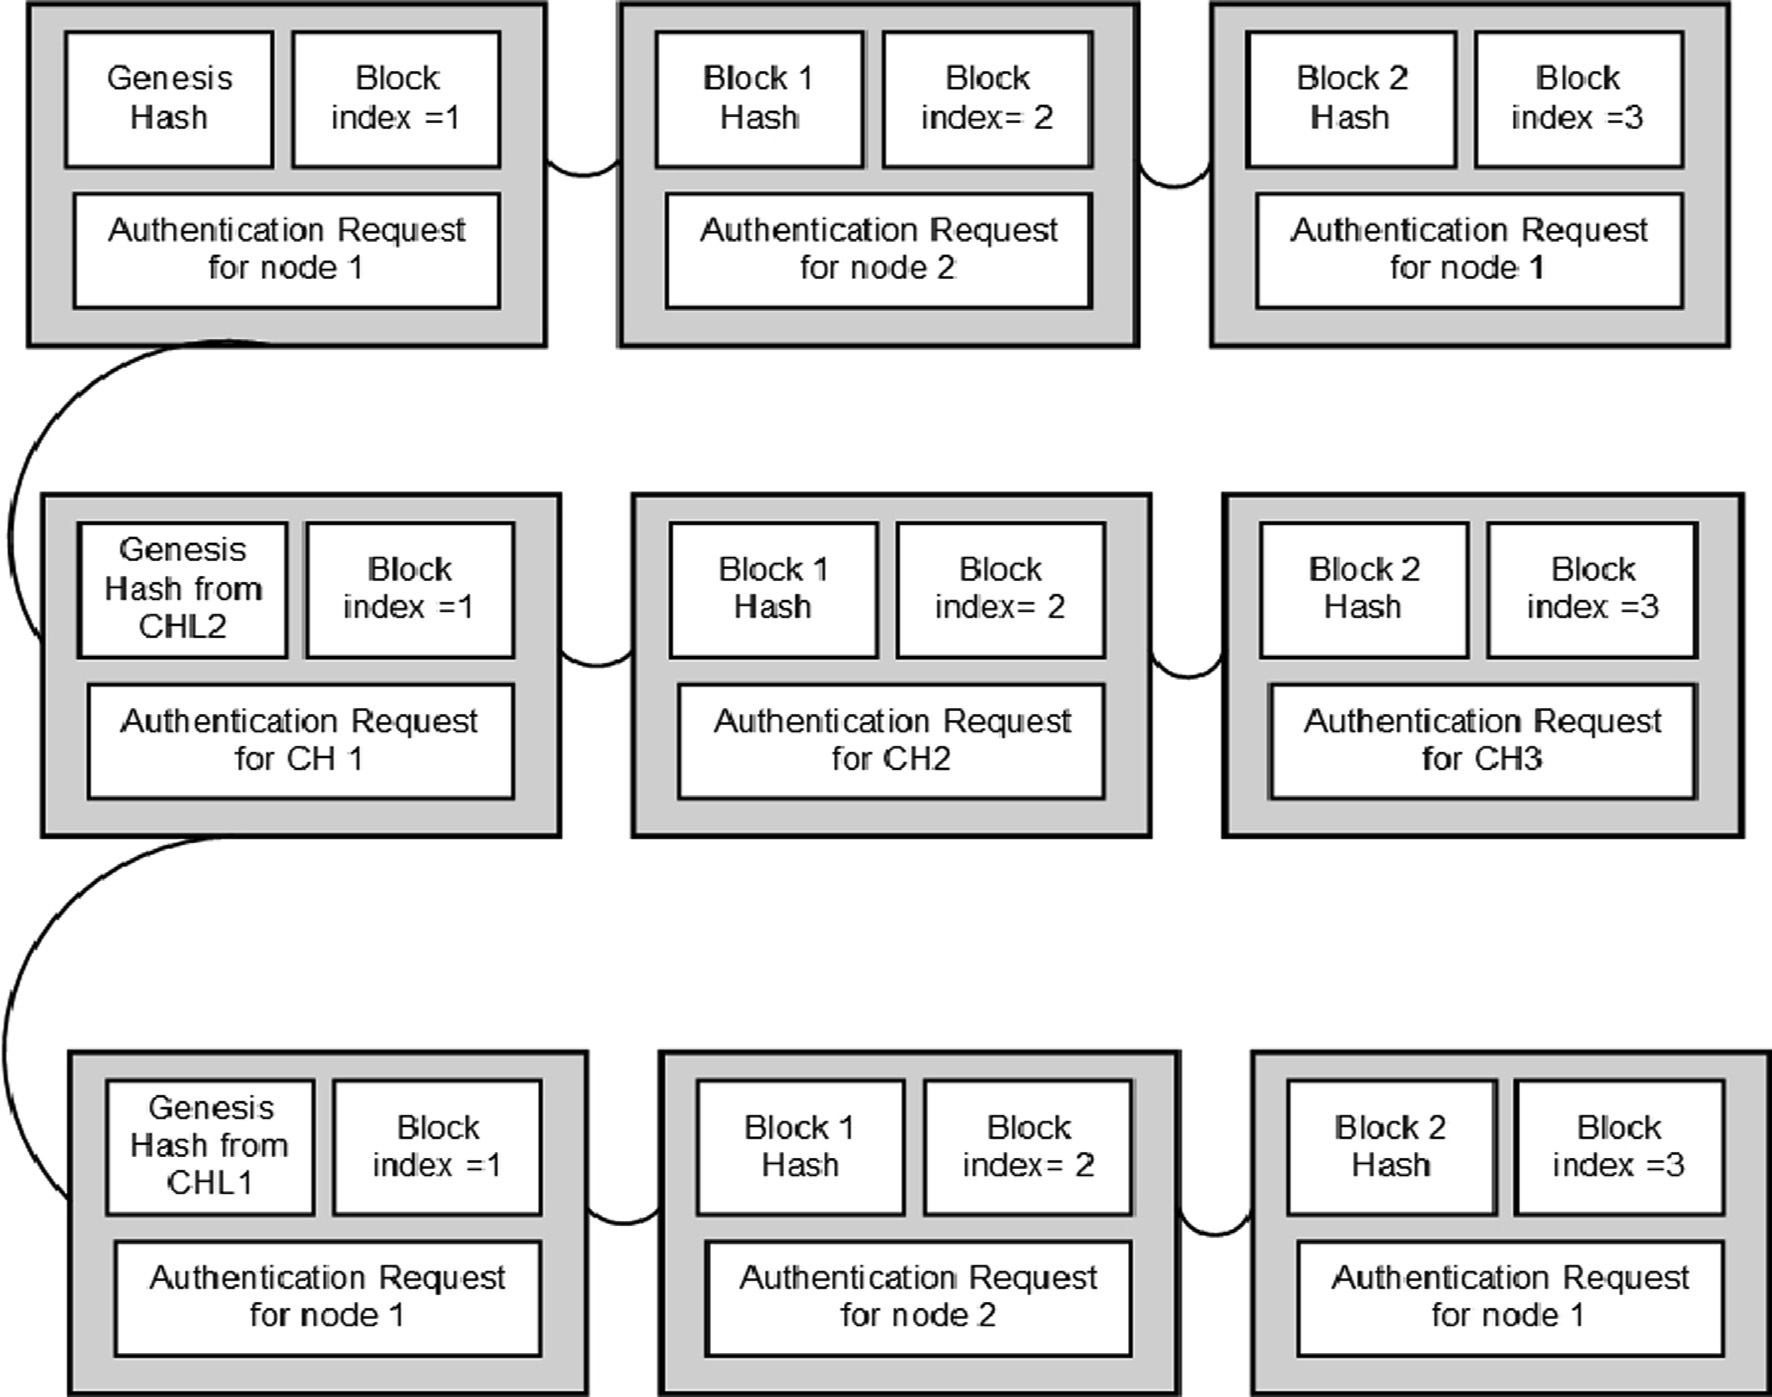 Genesis
Hash
Block
index =1
Authentication Request
for node 1
Block 1
Hash
Block
index= 2
Authentication Request
for node 2
Block 2
Hash
Block
index =3
Authentication Request
for node 1
Genesis
Hash from
CHL2
Block
index =1
Authentication Request
for CH 1
Block 1
Hash
Block
index= 2
Authentication Request
for CH2
Block 2
Hash
Block
index =3
Authentication Request
for CH3
Genesis
Hash from
CHL1
Block
index =1
Authentication Request
for node 1
Block 1
Hash
Block
index= 2
Authentication Request
for node 2
Block 2
Hash
Block
index =3
Authentication Request
for node 1